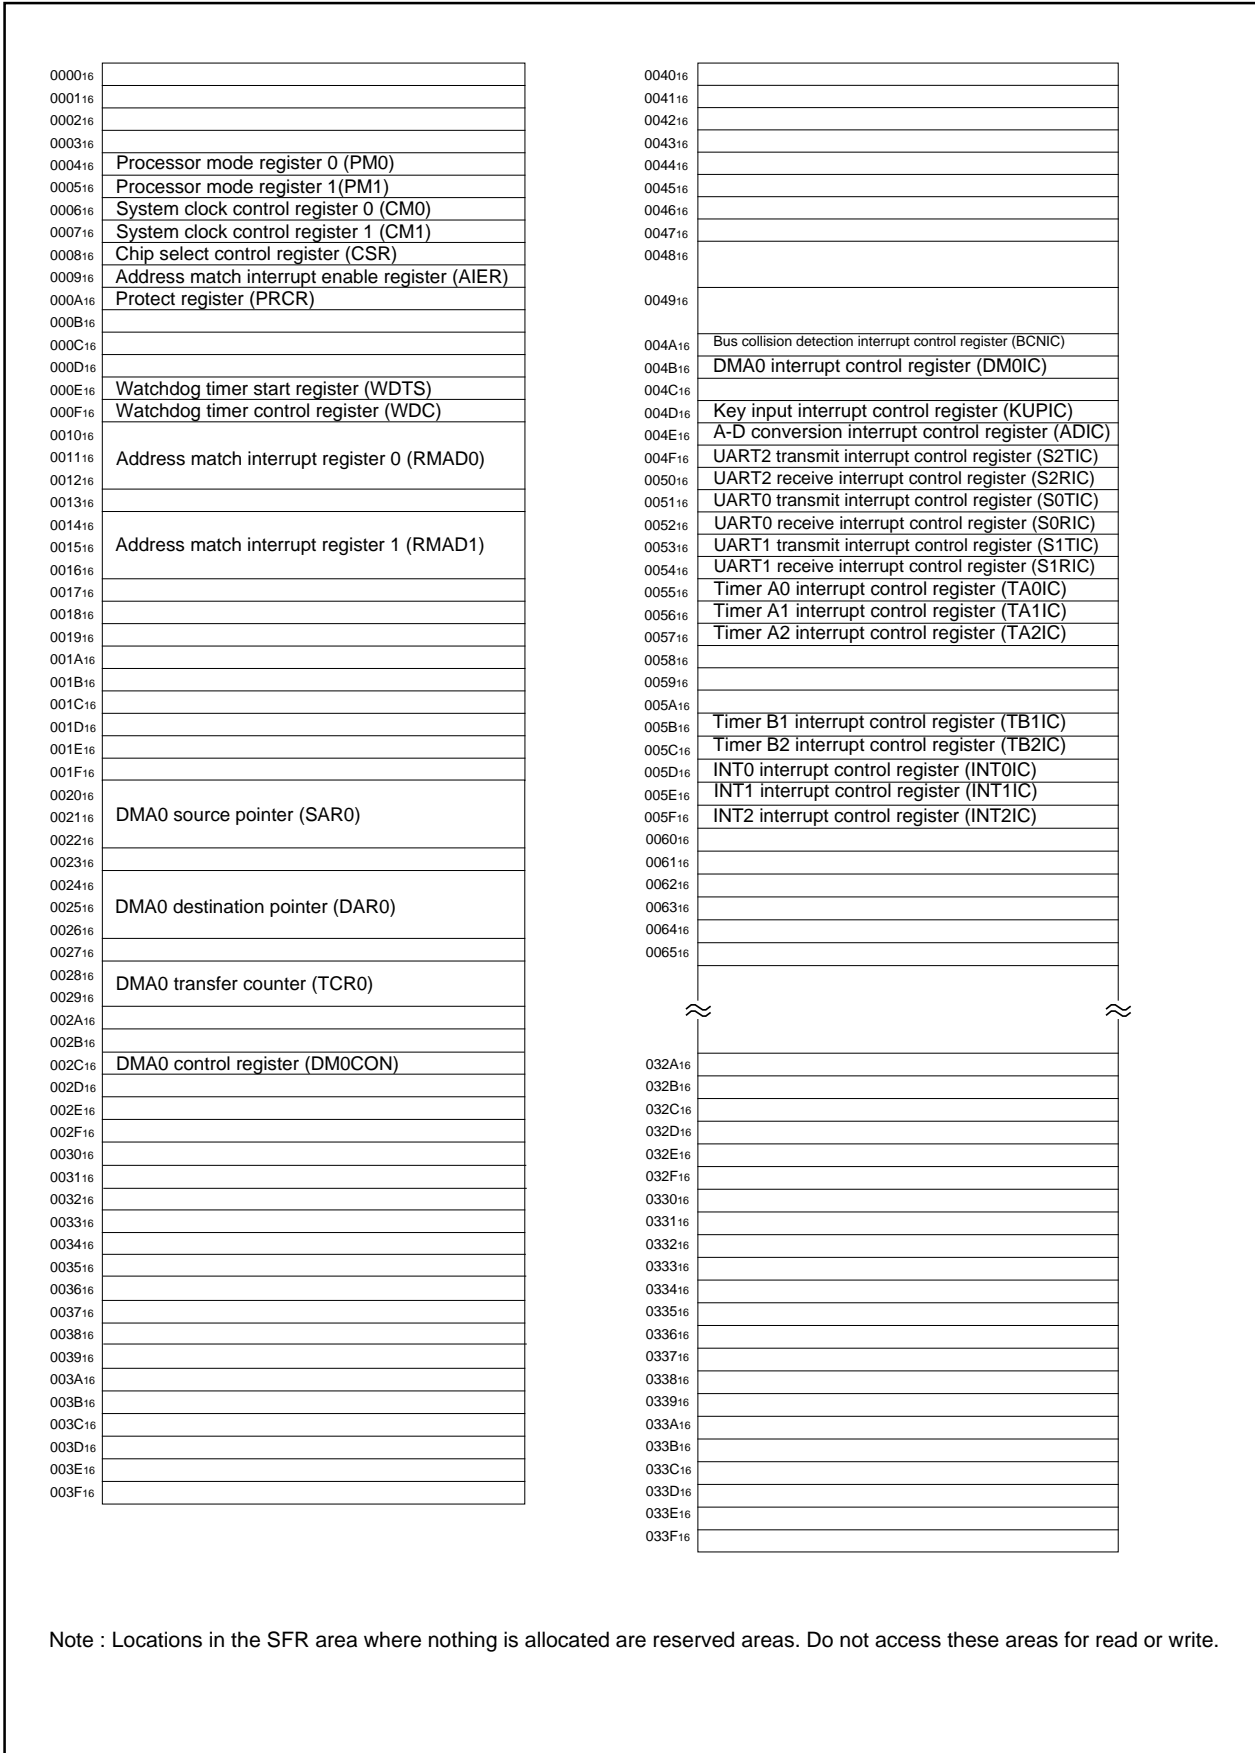 000016
000116
000216
000316
000416 Processor mode register 0 (PM0)
000516 Processor mode register 1(PM1)
000616 System clock control register 0 (CM0)
000716 System clock control register 1 (CM1)
000816 Chip select control register (CSR)
000916 Address match interrupt enable register (AIER)
000A16 Protect register (PRCR)
000B16
000C16
000D16
000E16 Watchdog timer start register (WDTS)
000F16 Watchdog timer control register (WDC)
001016
001116 Address match interrupt register 0 (RMAD0)
001216
001316
001416
001516 Address match interrupt register 1 (RMAD1)
001616
001716
001816
001916
001A16
001B16
001C16
001D16
001E16
001F16
002016
002116 DMA0 source pointer (SAR0)
002216
002316
002416
002516 DMA0 destination pointer (DAR0)
002616
002716
002816
DMA0 transfer counter (TCR0)
002916
002A16
002B16
002C16 DMA0 control register (DM0CON)
002D16
002E16
002F16
003016
003116
003216
003316
003416
003516
003616
003716
003816
003916
003A16
003B16
003C16
003D16
003E16
003F16
004016
004116
004216
004316
004416
004516
004616
004716
004816
004916
004A16 Bus collision detection interrupt control register (BCNIC)
004B16 DMA0 interrupt control register (DM0IC)
004C16
004D16 Key input interrupt control register (KUPIC)
004E16 A-D conversion interrupt control register (ADIC)
004F16 UART2 transmit interrupt control register (S2TIC)
005016 UART2 receive interrupt control register (S2RIC)
005116 UART0 transmit interrupt control register (S0TIC)
005216 UART0 receive interrupt control register (S0RIC)
005316 UART1 transmit interrupt control register (S1TIC)
005416 UART1 receive interrupt control register (S1RIC)
005516 Timer A0 interrupt control register (TA0IC)
005616 Timer A1 interrupt control register (TA1IC)
005716 Timer A2 interrupt control register (TA2IC)
005816
005916
005A16
005B16 Timer B1 interrupt control register (TB1IC)
005C16 Timer B2 interrupt control register (TB2IC)
005D16 INT0 interrupt control register (INT0IC)
005E16 INT1 interrupt control register (INT1IC)
005F16 INT2 interrupt control register (INT2IC)
006016
006116
006216
006316
006416
006516
032A16
032B16
032C16
032D16
032E16
032F16
033016
033116
033216
033316
033416
033516
033616
033716
033816
033916
033A16
033B16
033C16
033D16
033E16
033F16
Note : Locations in the SFR area where nothing is allocated are reserved areas. Do not access these areas for read or write.